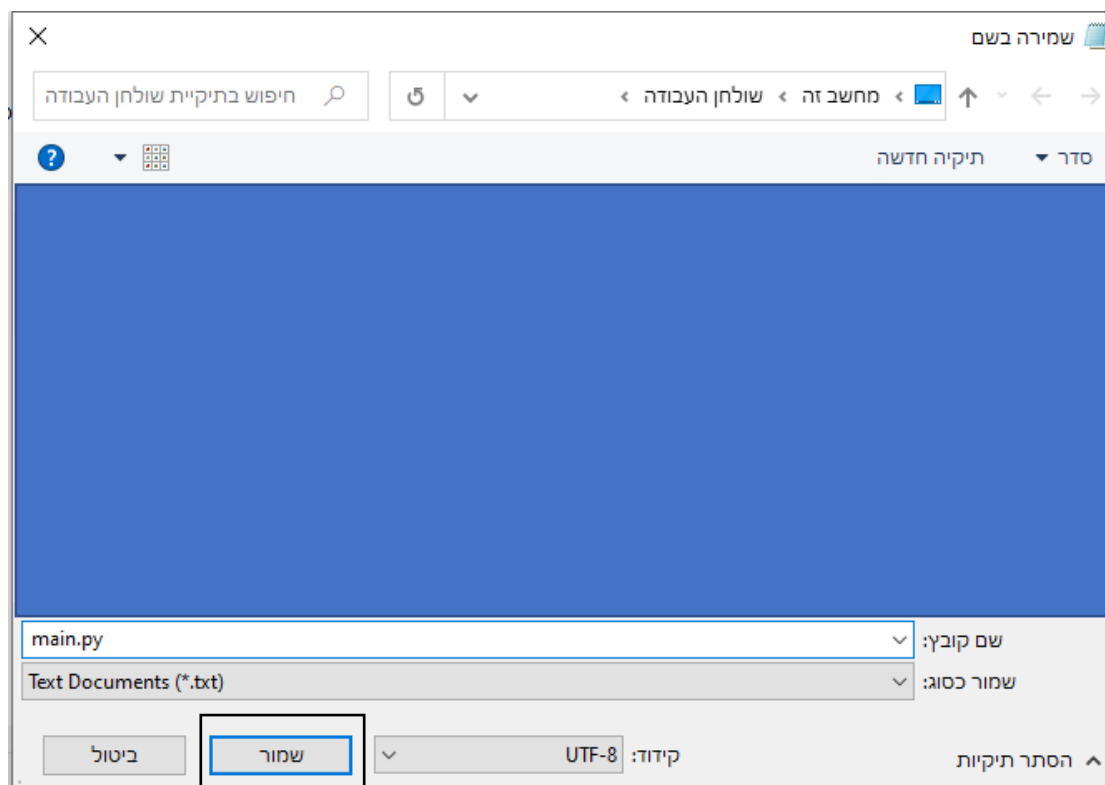 שמירה בשם
מחשב זה › שולחן העבודה ›
חיפוש בתיקיית שולחן העבודה
סדר
תיקיה חדשה
?
שם קובץ:
main.py
שמור כסוג:
Text Documents (*.txt)
הסתר תיקיות
קידוד:
UTF-8
שמור
ביטול